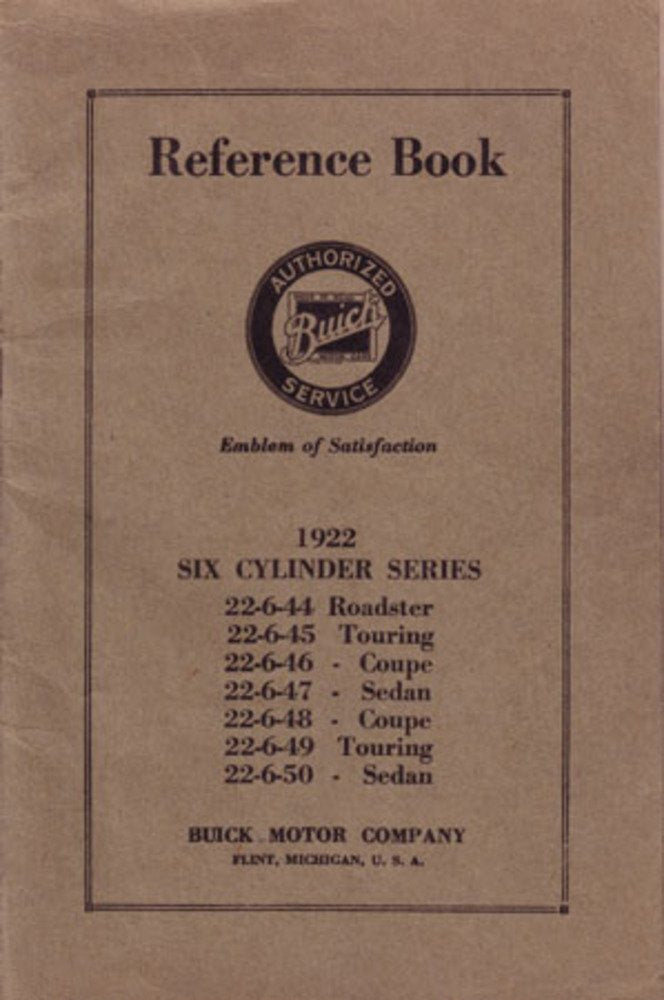 Reference Book
AUTHORIZED
Buick
SERVICE
Emblem of Satisfaction
1922
SIX CYLINDER SERIES
22-6-44 Roadster
22-6-45 Touring
22-6-46 - Coupe
22-6-47 - Sedan
22-6-48 - Coupe
22-6-49 Touring
22-6-50 - Sedan
BUICK MOTOR COMPANY
FLINT, MICHIGAN, U. S. A.